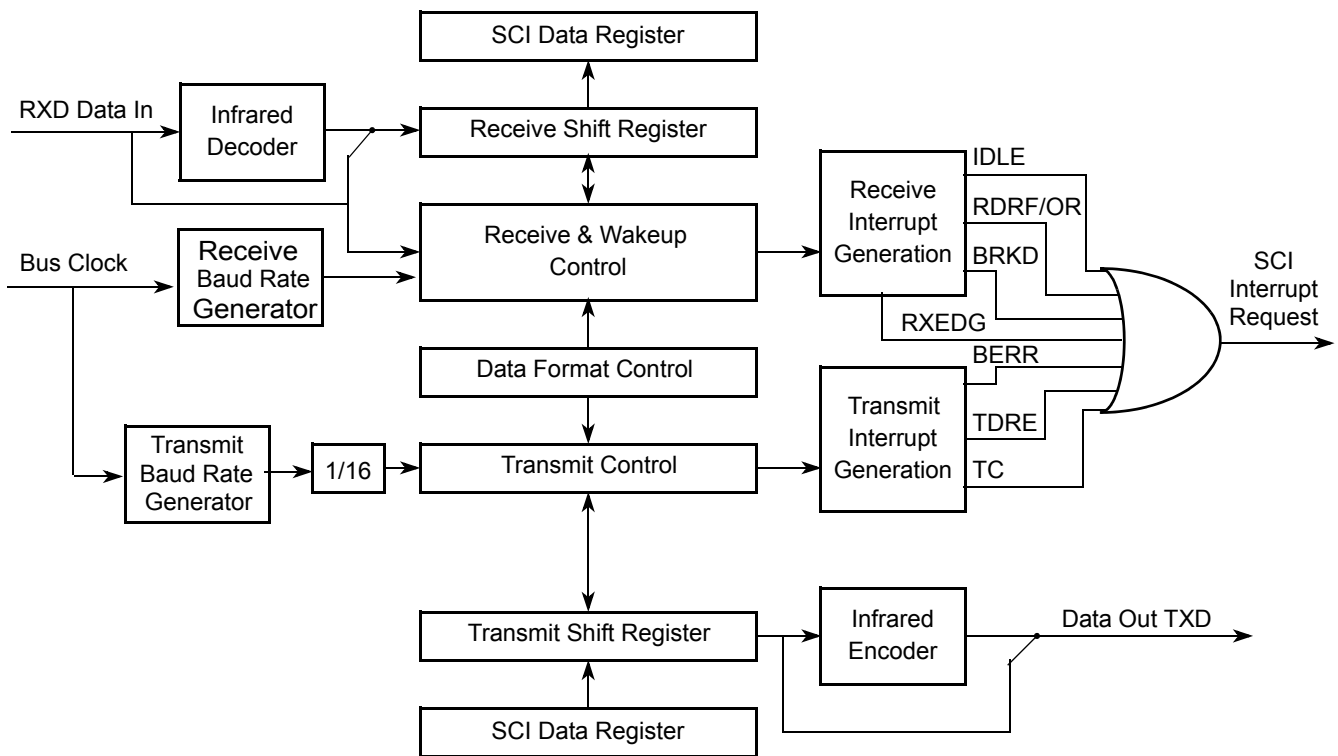 SCI Data Register
RXD Data In
Infrared
Decoder
Receive Shift Register
IDLE
Receive
Interrupt
Generation
RDRF/OR
BRKD
RXEDG
Receive & Wakeup
Control
Bus Clock
Receive
Baud Rate
Generator
SCI
Interrupt
Request
Data Format Control
BERR
Transmit
Interrupt
Generation
TDRE
TC
Transmit
Baud Rate
Generator
1/16
Transmit Control
Transmit Shift Register
Infrared
Encoder
Data Out TXD
SCI Data Register